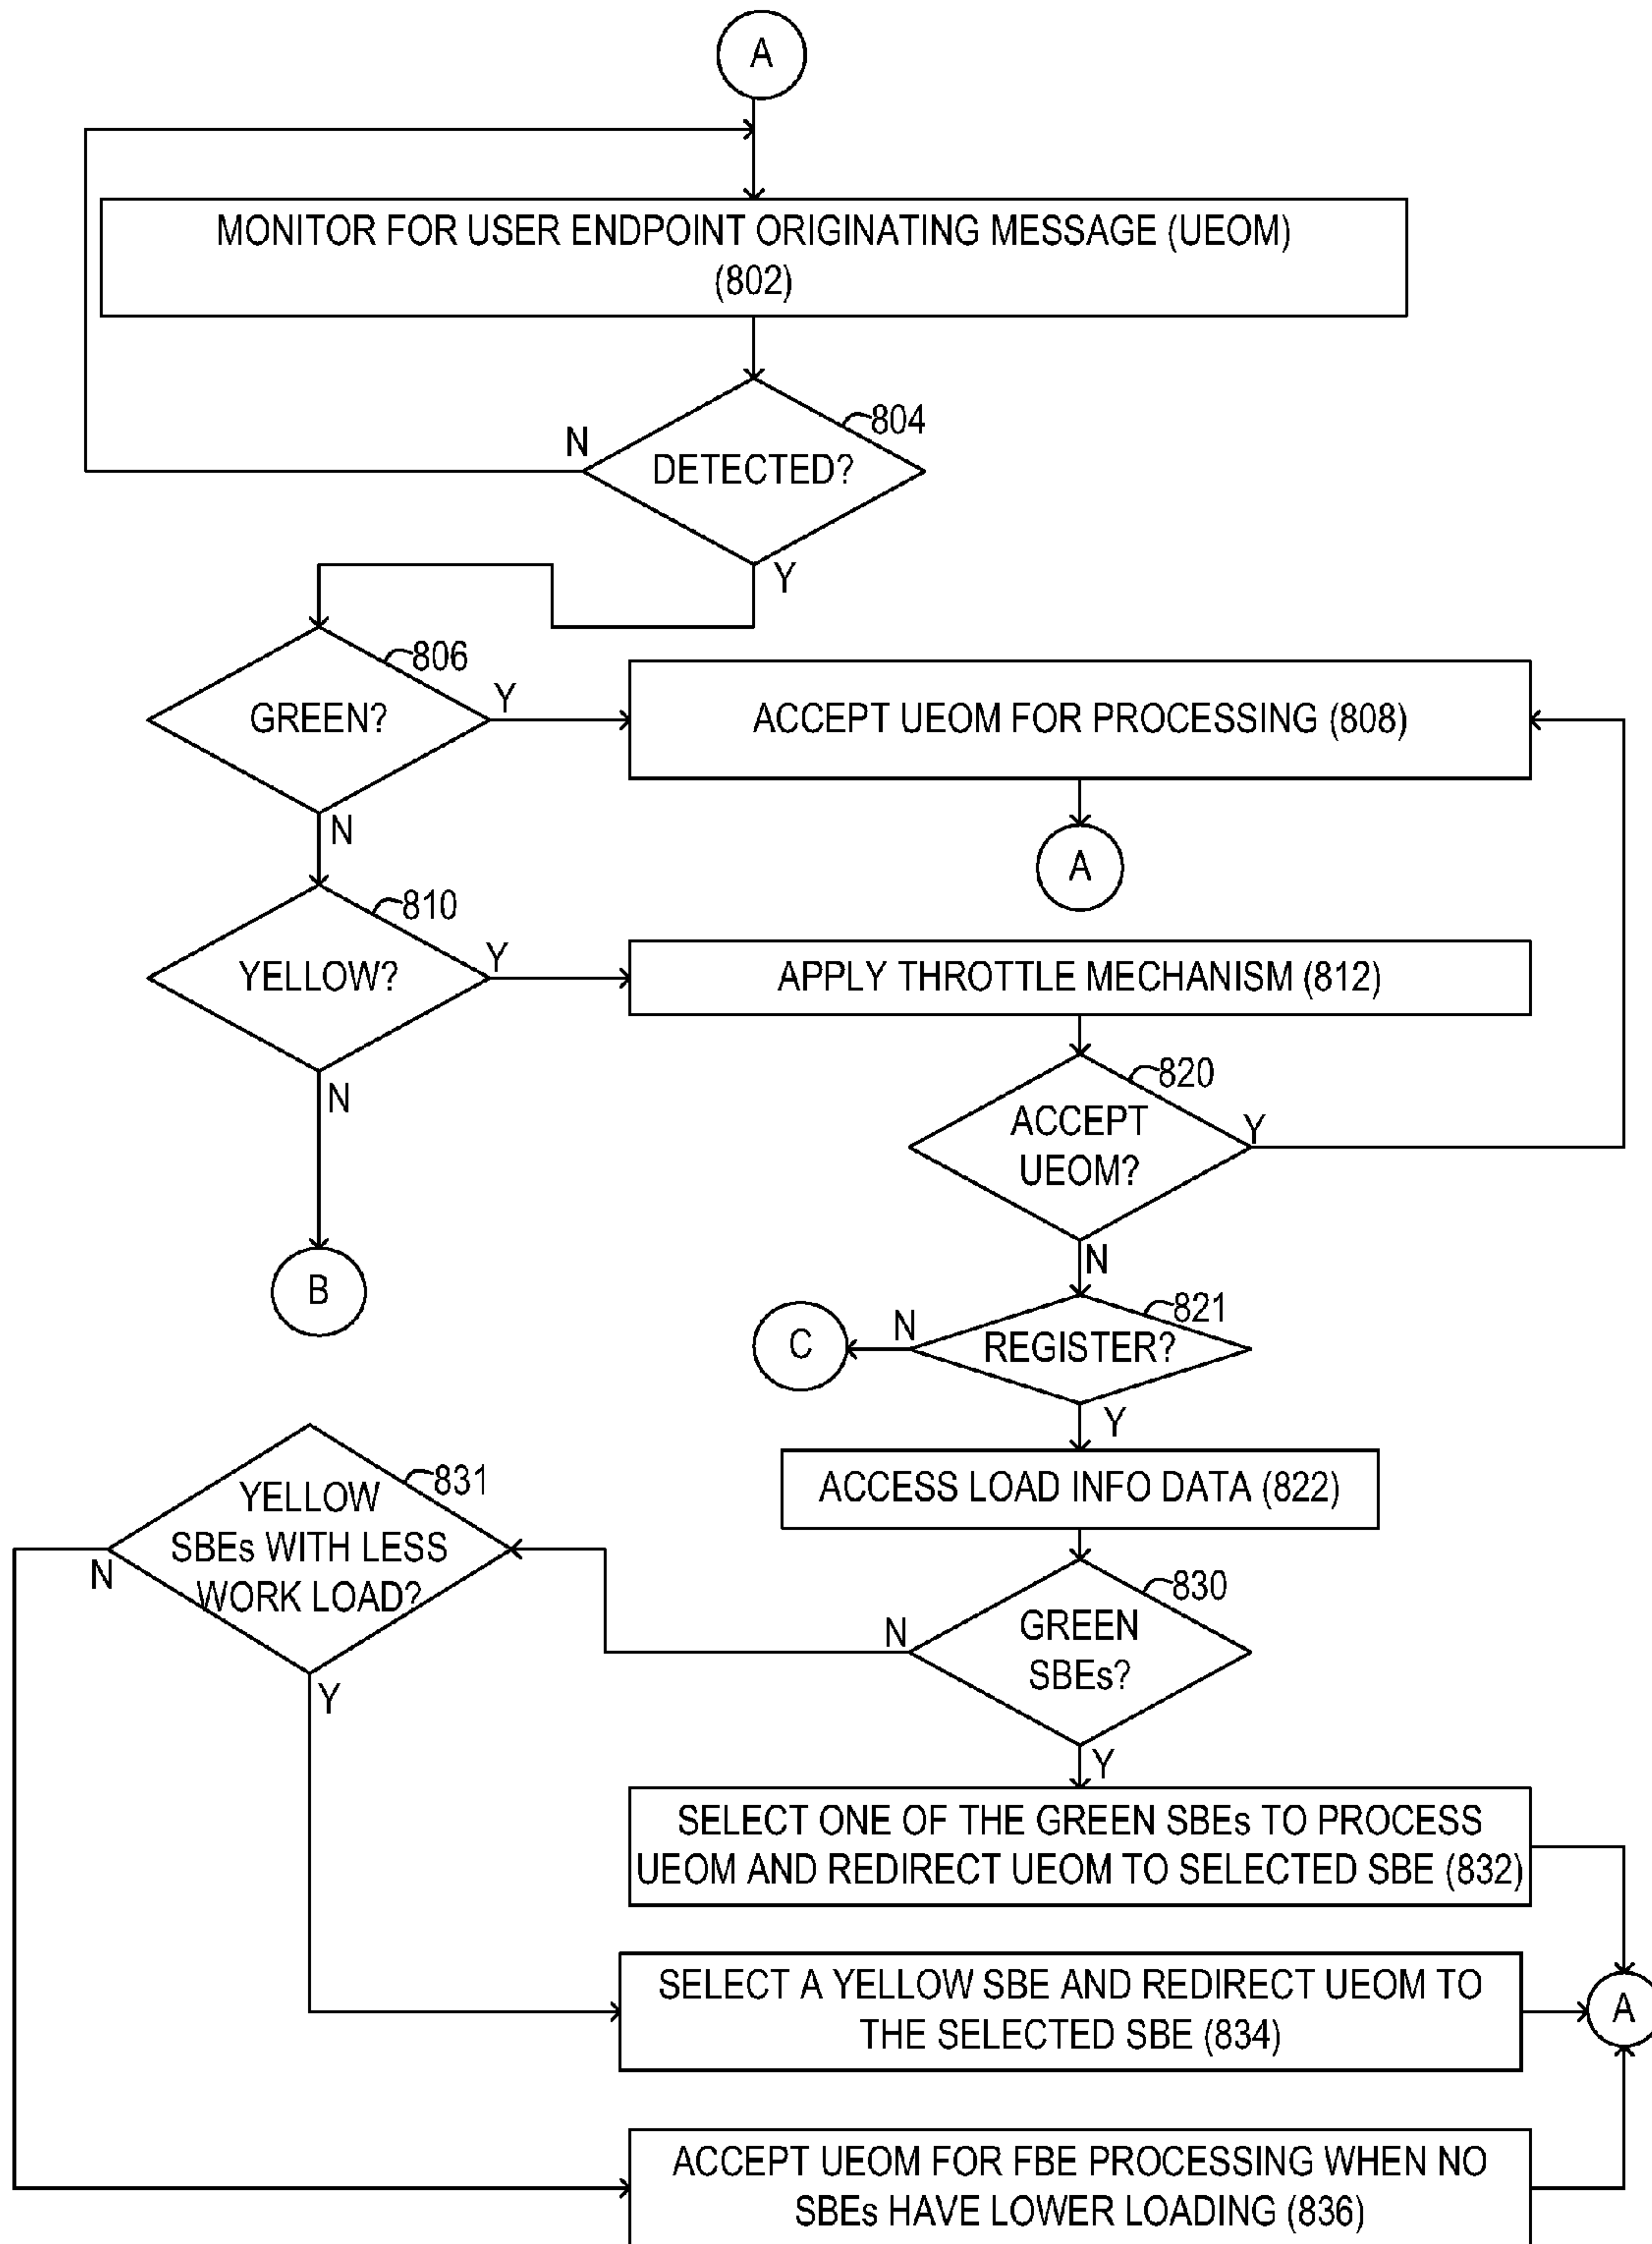 A
MONITOR FOR USER ENDPOINT ORIGINATING MESSAGE (UEOM)
(802)
804
N
DETECTED?
Y
806
GREEN?
Y
ACCEPT UEOM FOR PROCESSING (808)
N
A
810
YELLOW?
Y
APPLY THROTTLE MECHANISM (812)
N
820
ACCEPT
UEOM?
Y
N
B
821
REGISTER?
N
C
Y
ACCESS LOAD INFO DATA (822)
831
YELLOW
SBEs WITH LESS
WORK LOAD?
N
Y
830
GREEN
SBEs?
N
Y
SELECT ONE OF THE GREEN SBEs TO PROCESS
UEOM AND REDIRECT UEOM TO SELECTED SBE (832)
SELECT A YELLOW SBE AND REDIRECT UEOM TO
THE SELECTED SBE (834)
A
ACCEPT UEOM FOR FBE PROCESSING WHEN NO
SBEs HAVE LOWER LOADING (836)